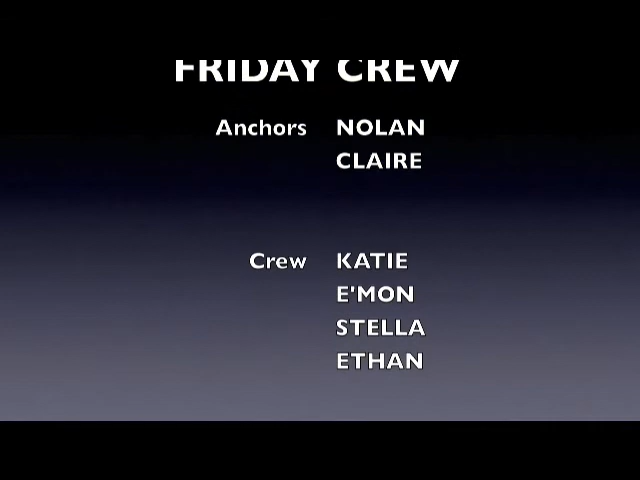 FRIDAY CREW
Anchors NOLAN
CLAIRE
Crew KATIE
E'MON
STELLA
ETHAN